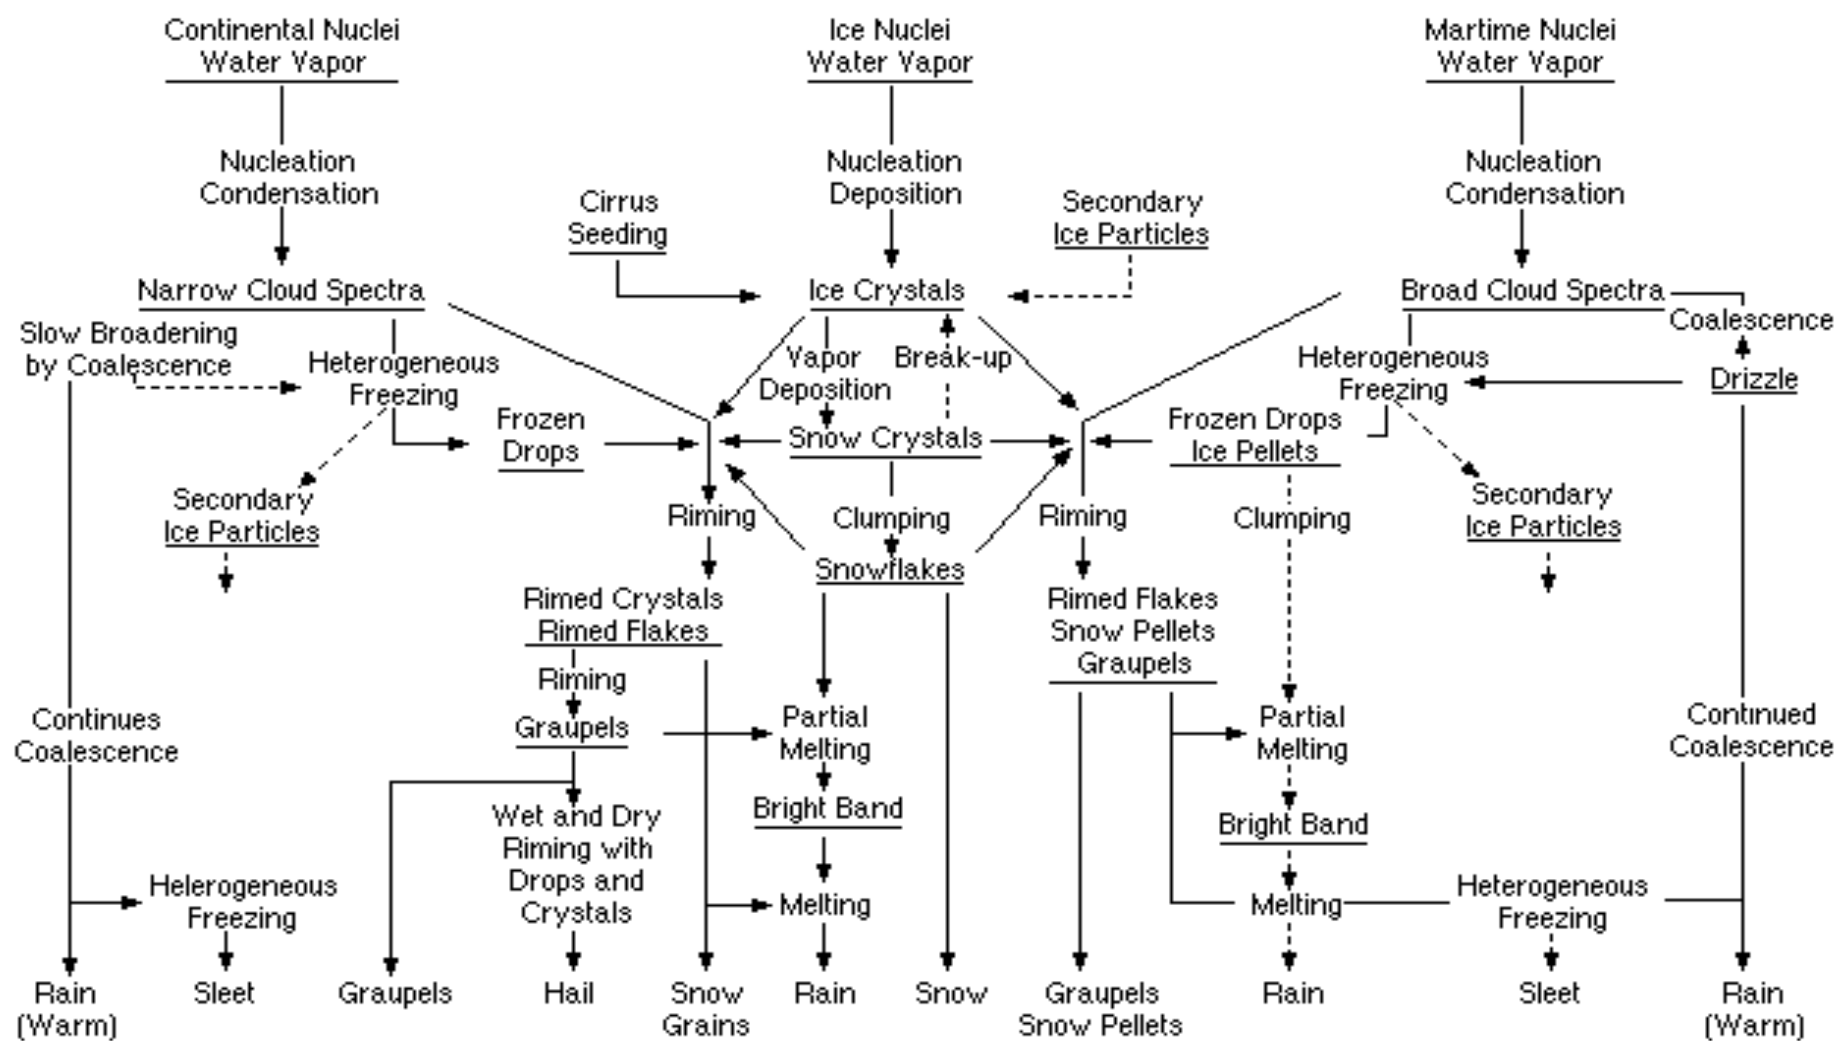 Continental Nuclei
Water Vapor
Ice Nuclei
Water Vapor
Martime Nuclei
Water Vapor
Nucleation
Condensation
Nucleation
Deposition
Nucleation
Condensation
Cirrus
Seeding
Secondary
Ice Particles
Narrow Cloud Spectra
Ice Crystals
Broad Cloud Spectra
Coalescence
Slow Broadening
by Coalescence
Heterogeneous
Freezing
Vapor
Deposition
Break-up
Heterogeneous
Freezing
Drizzle
Frozen
Drops
Snow Crystals
Frozen Drops
Ice Pellets
Secondary
Ice Particles
Riming
Clumping
Riming
Clumping
Secondary
Ice Particles
Snowflakes
Rimed Crystals
Rimed Flakes
Rimed Flakes
Snow Pellets
Graupels
Riming
Graupels
Partial
Melting
Partial
Melting
Continues
Coalescence
Continued
Coalescence
Wet and Dry
Riming with
Drops and
Crystals
Bright Band
Bright Band
Helerogeneous
Freezing
Melting
Melting
Heterogeneous
Freezing
Rain
(Warm)
Sleet
Graupels
Hail
Snow
Grains
Rain
Snow
Graupels
Snow Pellets
Rain
Sleet
Rain
(Warm)